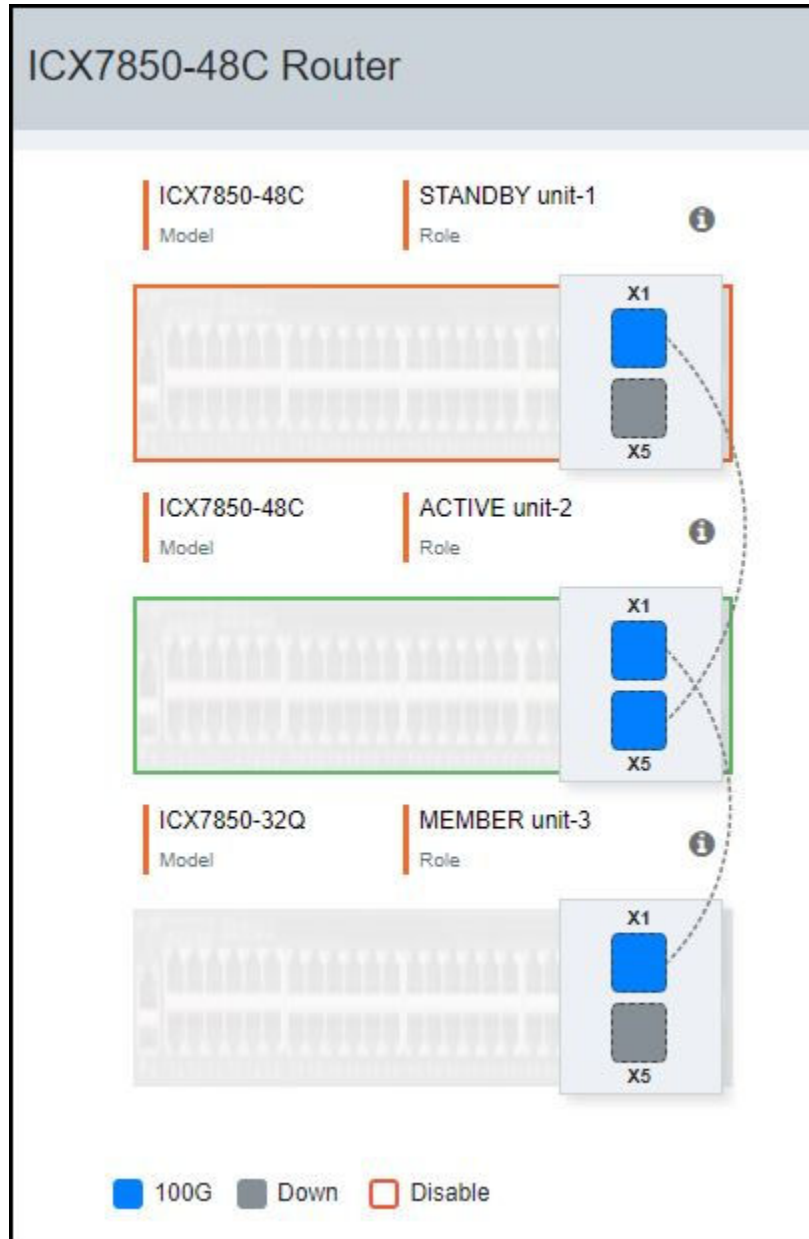 ICX7850-48C Router
ICX7850-48C STANDBY unit-1
Model Role
X1
X5
ICX7850-48C ACTIVE unit-2
Model Role
X1
X5
ICX7850-32Q MEMBER unit-3
Model Role
X1
X5
100G Down Disable